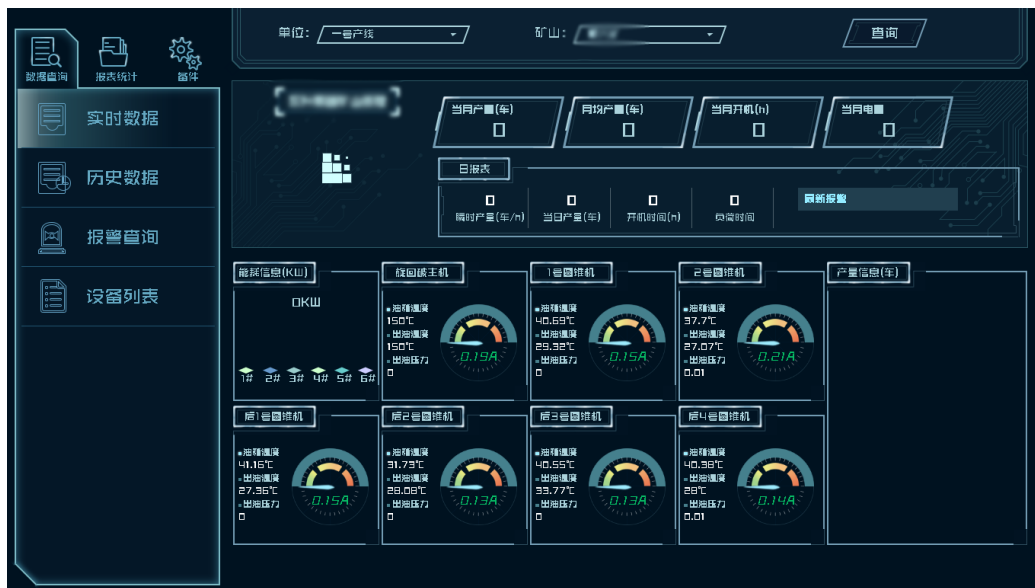 单位:
一号产线
矿山:
查询
数据查询
报表统计
备件
实时数据
历史数据
报警查询
设备列表
当月产量(车)
0
月均产量(车)
0
当月开机(h)
0
当月电量
0
日报表
0
瞬时产量(车/h)
0
当日产量(车)
0
开机时间(h)
0
负荷时间
最新报警
能耗信息(KW)
0KW
1# 2# 3# 4# 5# 6#
旋回破主机
油箱温度
150℃
出油温度
150℃
出油压力
0
0.19A
1号圆锥机
油箱温度
40.69℃
出油温度
29.32℃
出油压力
0
0.15A
2号圆锥机
油箱温度
37.7℃
出油温度
27.07℃
出油压力
0.01
0.21A
产量信息(车)
后1号圆锥机
油箱温度
41.16℃
出油温度
27.36℃
出油压力
0
0.15A
后2号圆锥机
油箱温度
31.73℃
出油温度
28.08℃
出油压力
0
0.13A
后3号圆锥机
油箱温度
40.55℃
出油温度
33.77℃
出油压力
0
0.13A
后4号圆锥机
油箱温度
40.38℃
出油温度
28℃
出油压力
0.01
0.14A